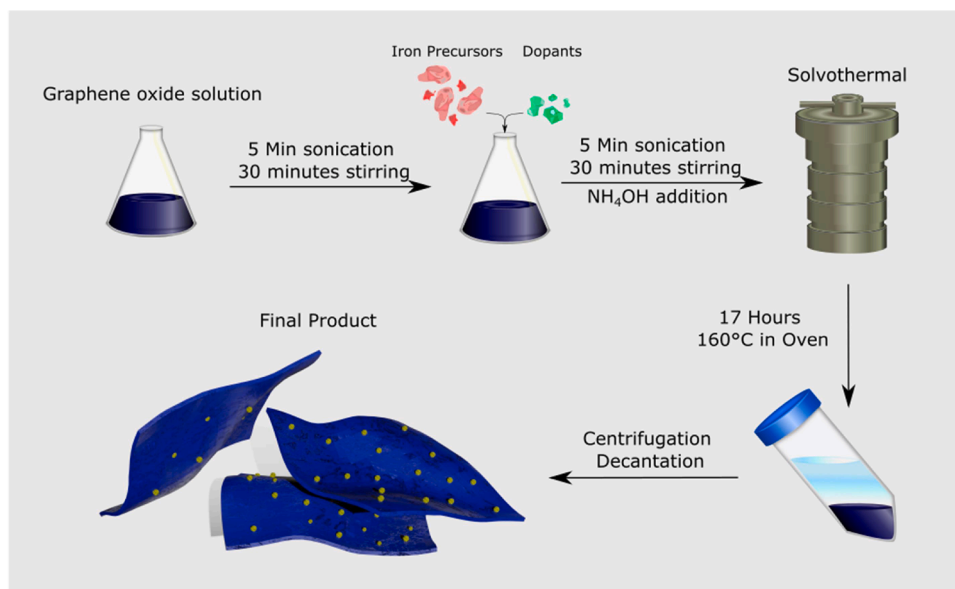 Graphene oxide solution
5 Min sonication
30 minutes stirring
Iron Precursors
Dopants
5 Min sonication
30 minutes stirring
NH₄OH addition
Solvothermal
17 Hours
160°C in Oven
Centrifugation
Decantation
Final Product